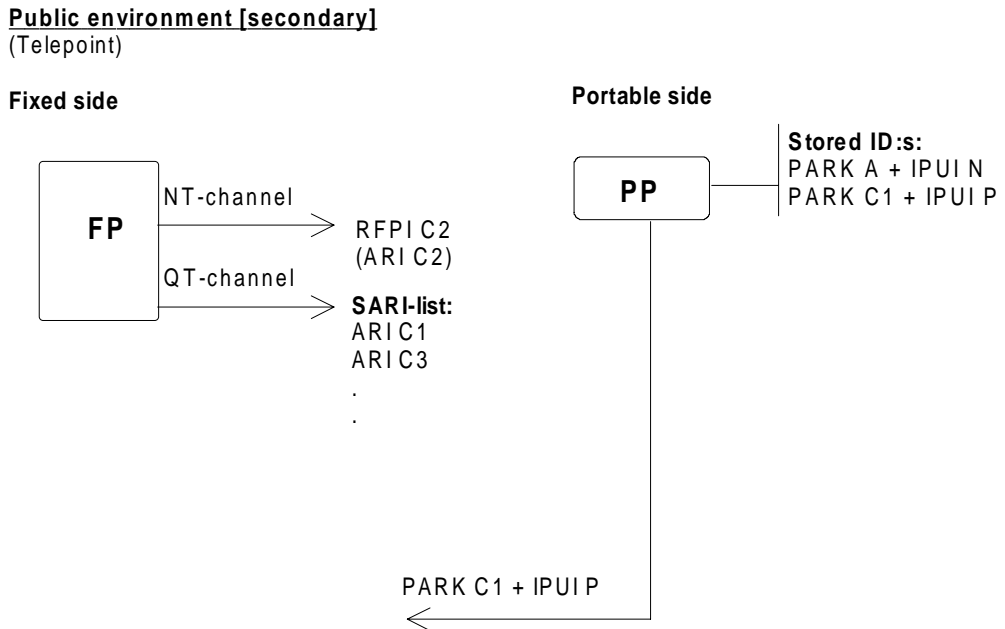 Public environment [secondary]
(Telepoint)
Fixed side
Portable side
FP
NT-channel
RFPI C2
(ARI C2)
QT-channel
SARI-list:
ARI C1
ARI C3
.
.
PP
Stored ID:s:
PARK A + IPUI N
PARK C1 + IPUI P
PARK C1 + IPUI P